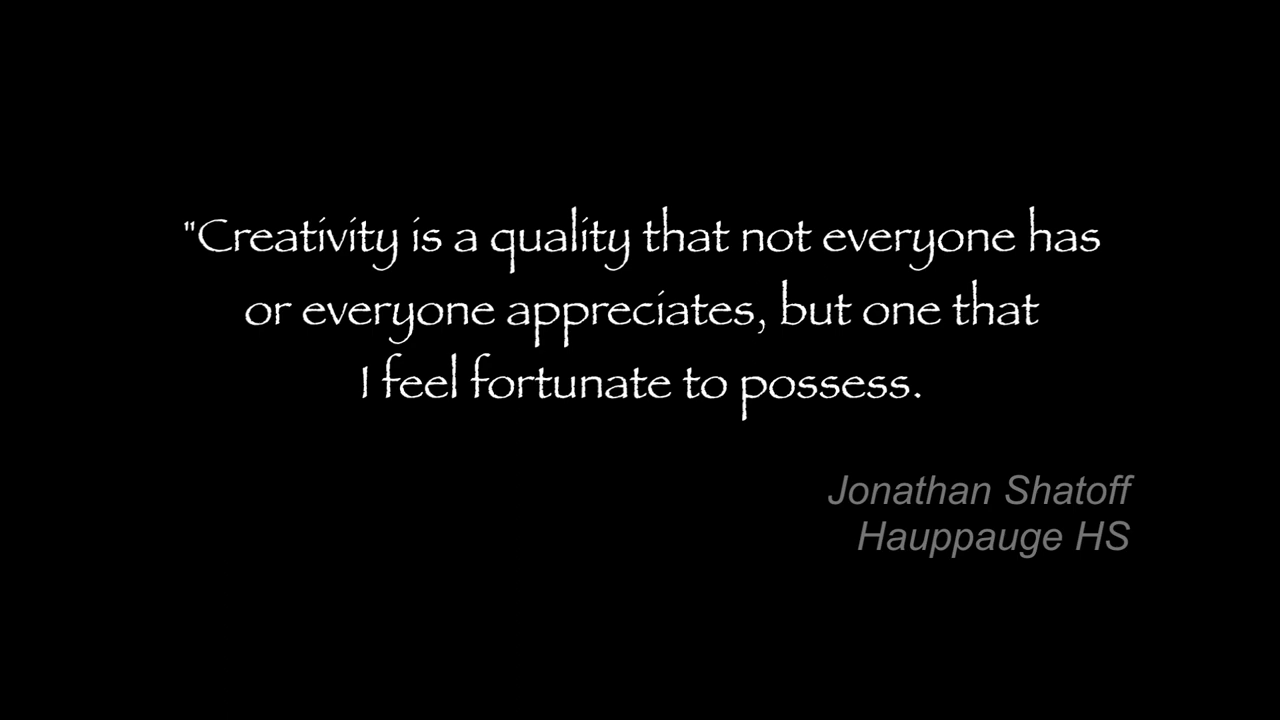 "Creativity is a quality that not everyone has
or everyone appreciates, but one that
I feel fortunate to possess.
Jonathan Shatoff
Hauppauge HS